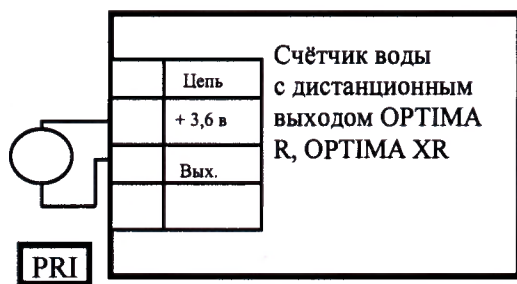 Цепь
+ 3,6 в
Вых.
Счётчик воды
с дистанционным
выходом OPTIMA
R, OPTIMA XR
PRI